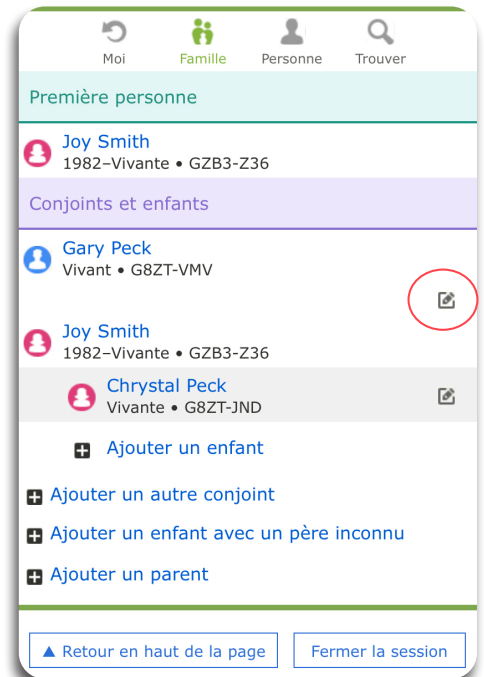 Moi Famille Personne Trouver
Première personne
Joy Smith
1982–Vivante • GZB3-Z36
Conjoints et enfants
Gary Peck
Vivant • G8ZT-VMV
Joy Smith
1982–Vivante • GZB3-Z36
Chrystal Peck
Vivante • G8ZT-JND
Ajouter un enfant
Ajouter un autre conjoint
Ajouter un enfant avec un père inconnu
Ajouter un parent
▲ Retour en haut de la page Fermer la session